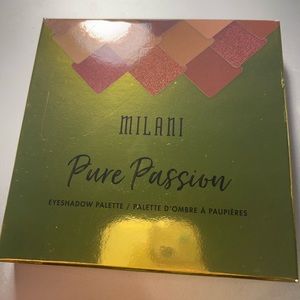 MILANI
Pure Passion
EYESHADOW PALETTE / PALETTE D'OMBRE À PAUPIÈRES